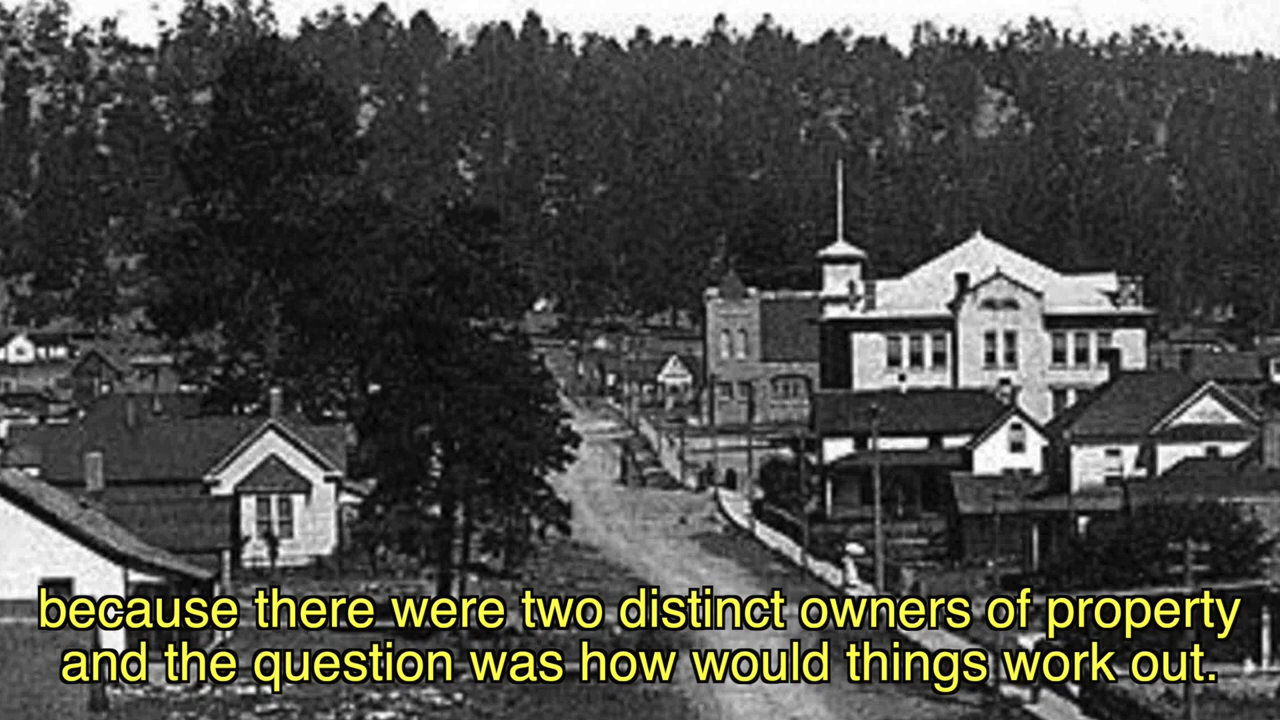 because there were two distinct owners of property
and the question was how would things work out.